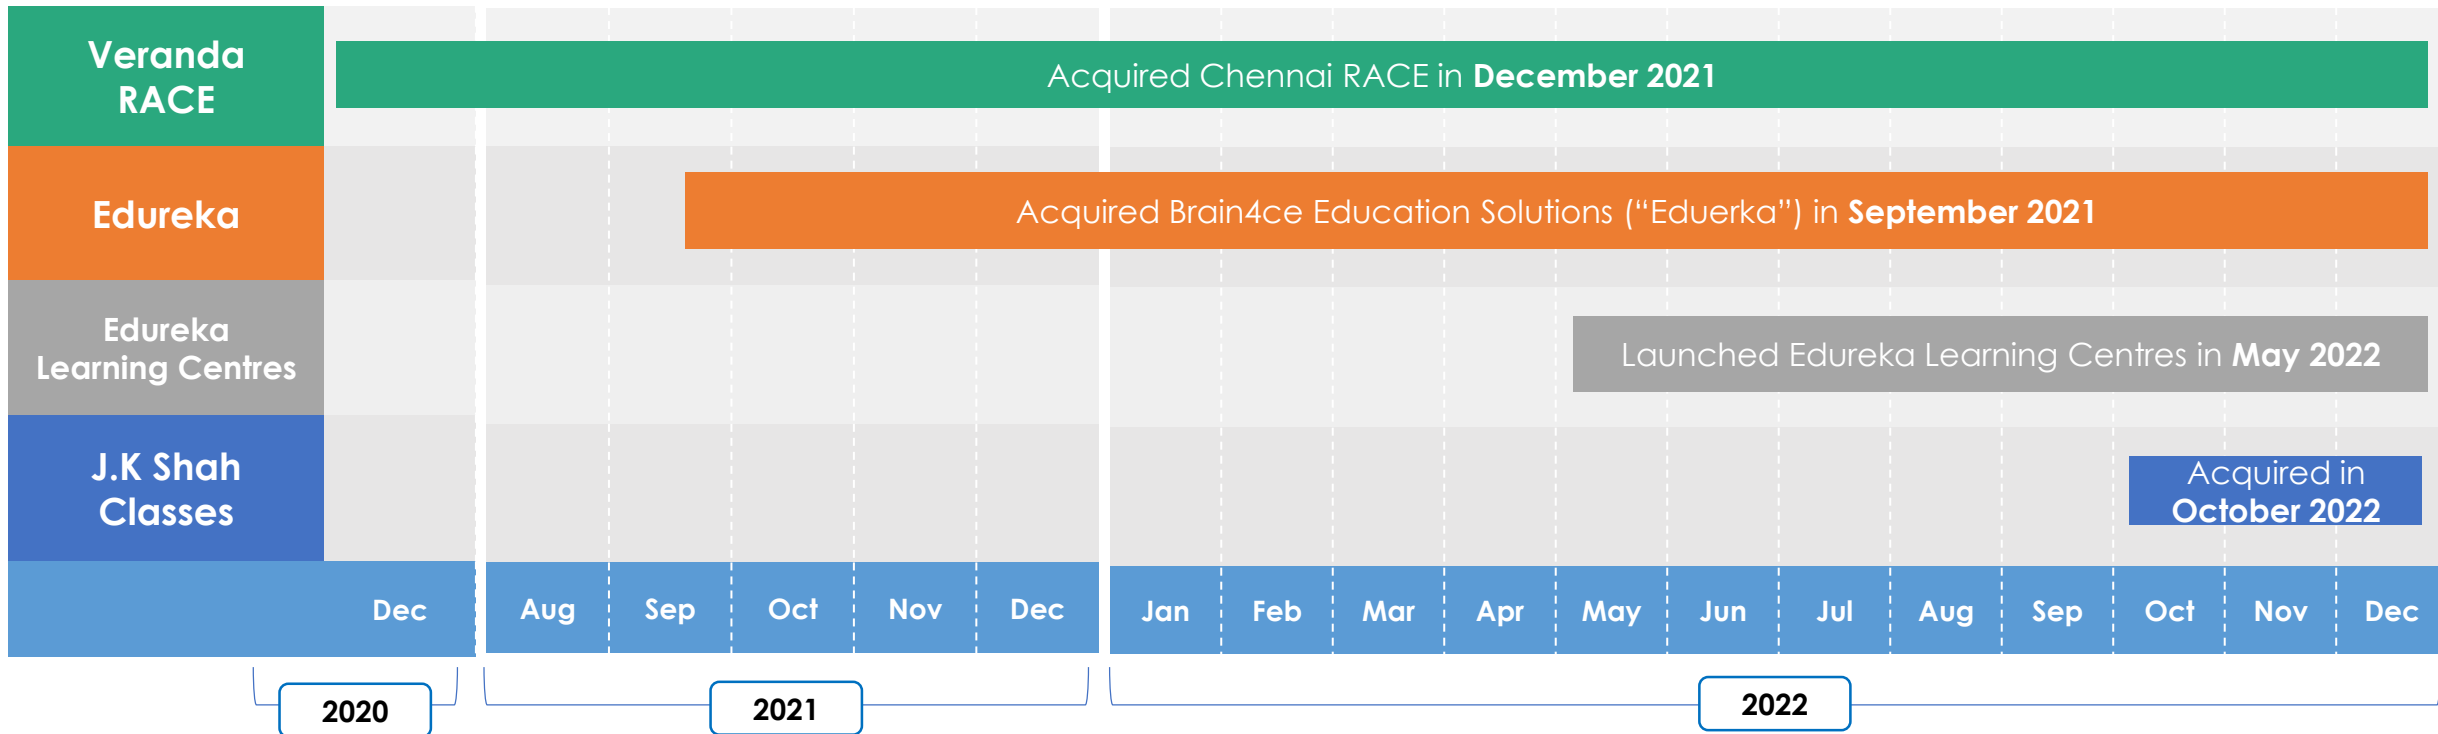 Veranda
RACE
Acquired Chennai RACE in December 2021
Edureka
Acquired Brain4ce Education Solutions (“Eduerka”) in September 2021
Edureka
Learning Centres
Launched Edureka Learning Centres in May 2022
J.K Shah
Classes
Acquired in
October 2022
Dec Aug Sep Oct Nov Dec Jan Feb Mar Apr May Jun Jul Aug Sep Oct Nov Dec
2020 2021 2022